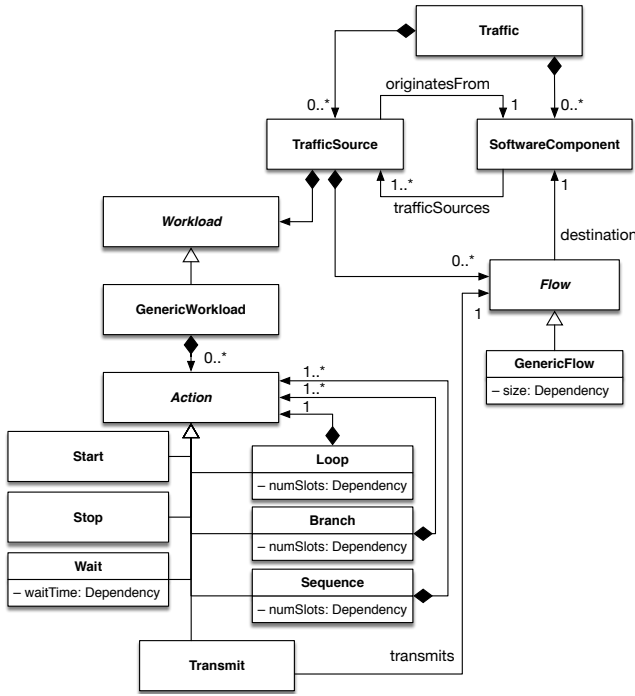 Traffic
originatesFrom
0..*
1
0..*
TrafficSource
SoftwareComponent
1..*
1
trafficSources
Workload
destination
0..*
Flow
1
GenericWorkload
0..*
GenericFlow
– size: Dependency
1..*
1..*
Action
1
Start
Loop
– numSlots: Dependency
Stop
Branch
– numSlots: Dependency
Wait
– waitTime: Dependency
Sequence
– numSlots: Dependency
transmits
Transmit